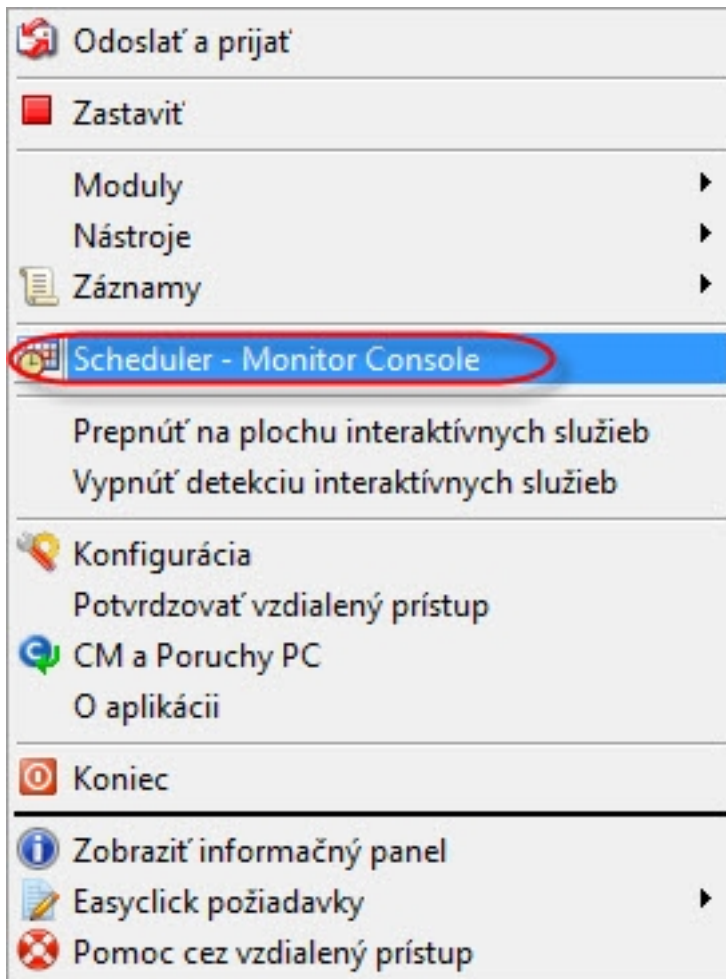 Odoslať a prijať
Zastaviť
Moduly
Nástroje
Záznamy
Scheduler - Monitor Console
Prepnúť na plochu interaktívnych služieb
Vypnúť detekciu interaktívnych služieb
Konfigurácia
Potvrdzovať vzdialený prístup
CM a Poruchy PC
O aplikácii
Koniec
Zobraziť informačný panel
Easyclick požiadavky
Pomoc cez vzdialený prístup